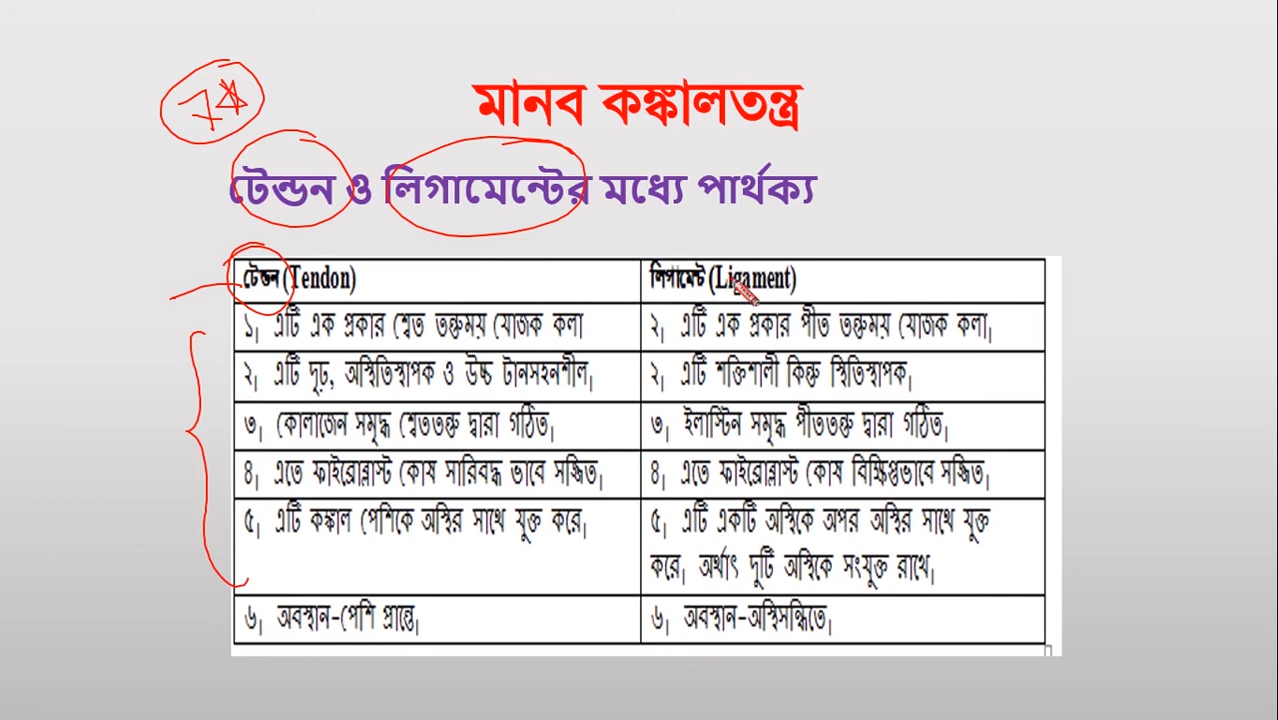 7
মানব কঙ্কালতন্ত্র
টেন্ডন ও লিগামেন্টের মধ্যে পার্থক্য
টেন্ডন (Tendon) লিগামেন্ট (Ligament)
১। এটি এক প্রকার শ্বেত তন্তুময় যোজক কলা ২। এটি এক প্রকার পীত তন্তুময় যোজক কলা।
২। এটি দৃঢ়, অস্থিতিস্থাপক ও উচ্চ টানসহনশীল। ২। এটি শক্তিশালী কিন্তু স্থিতিস্থাপক।
৩। কোলাজেন সমৃদ্ধ শ্বেততন্তু দ্বারা গঠিত। ৩। ইলাস্টিন সমৃদ্ধ পীততন্তু দ্বারা গঠিত।
৪। এতে ফাইব্রোব্লাস্ট কোষ সারিবদ্ধ ভাবে সজ্জিত। ৪। এতে ফাইব্রোব্লাস্ট কোষ বিক্ষিপ্তভাবে সজ্জিত।
৫। এটি কঙ্কাল পেশিকে অস্থির সাথে যুক্ত করে। ৫। এটি একটি অস্থিকে অপর অস্থির সাথে যুক্ত
করে। অর্থাৎ দুটি অস্থিকে সংযুক্ত রাখে।
৬। অবস্থান-পেশি প্রান্তে। ৬। অবস্থান-অস্থিসন্ধিতে।